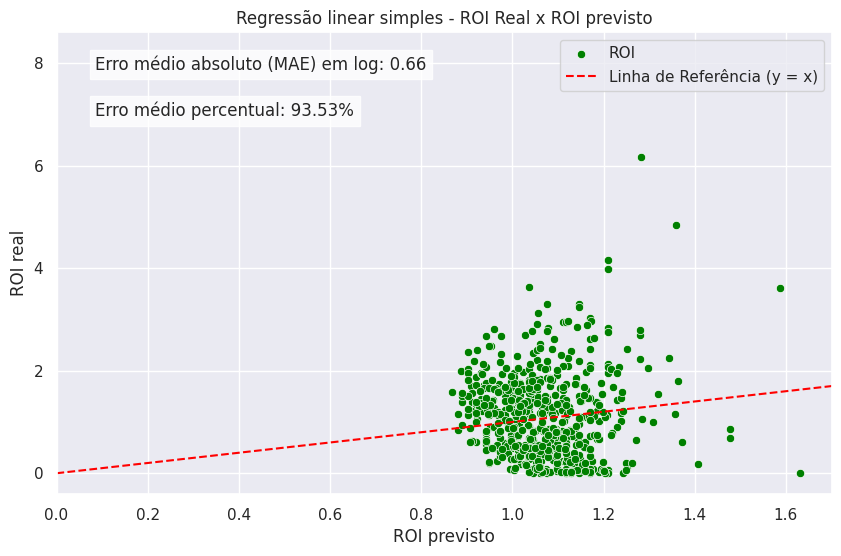 Regressão linear simples - ROI Real x ROI previsto
Erro médio absoluto (MAE) em log: 0.66
Erro médio percentual: 93.53%
ROI
Linha de Referência (y = x)
ROI real
8
6
4
2
0
0.0 0.2 0.4 0.6 0.8 1.0 1.2 1.4 1.6
ROI previsto